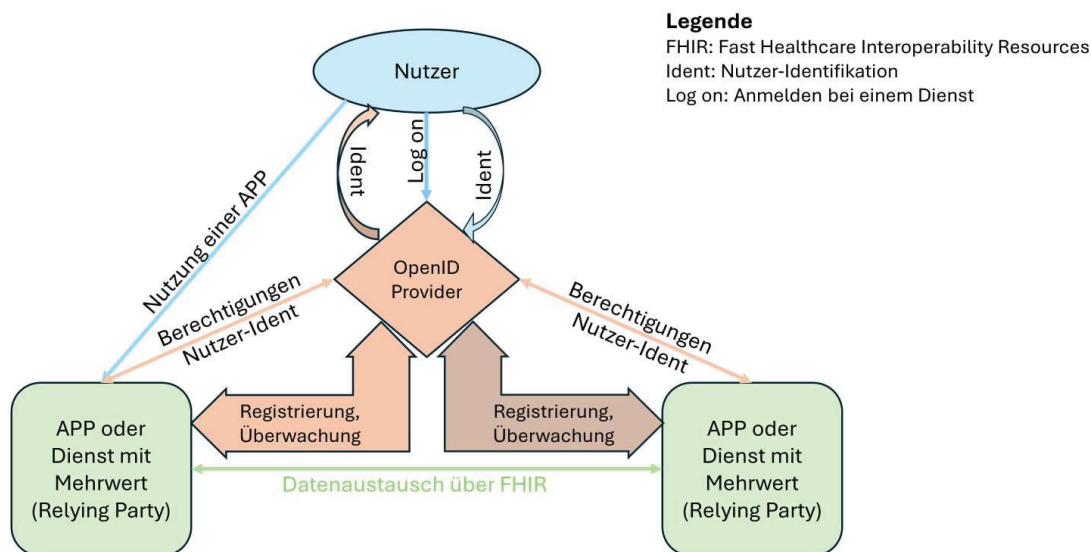 Legende
FHIR: Fast Healthcare Interoperability Resources
Ident: Nutzer-Identifikation
Log on: Anmelden bei einem Dienst
Nutzer
Ident
Log on
Ident
Nutzung einer APP
OpenID
Provider
Berechtigungen
Nutzer-Ident
Berechtigungen
Nutzer-Ident
Registrierung,
Überwachung
Registrierung,
Überwachung
APP oder
Dienst mit
Mehrwert
(Relying Party)
Datenaustausch über FHIR
APP oder
Dienst mit
Mehrwert
(Relying Party)